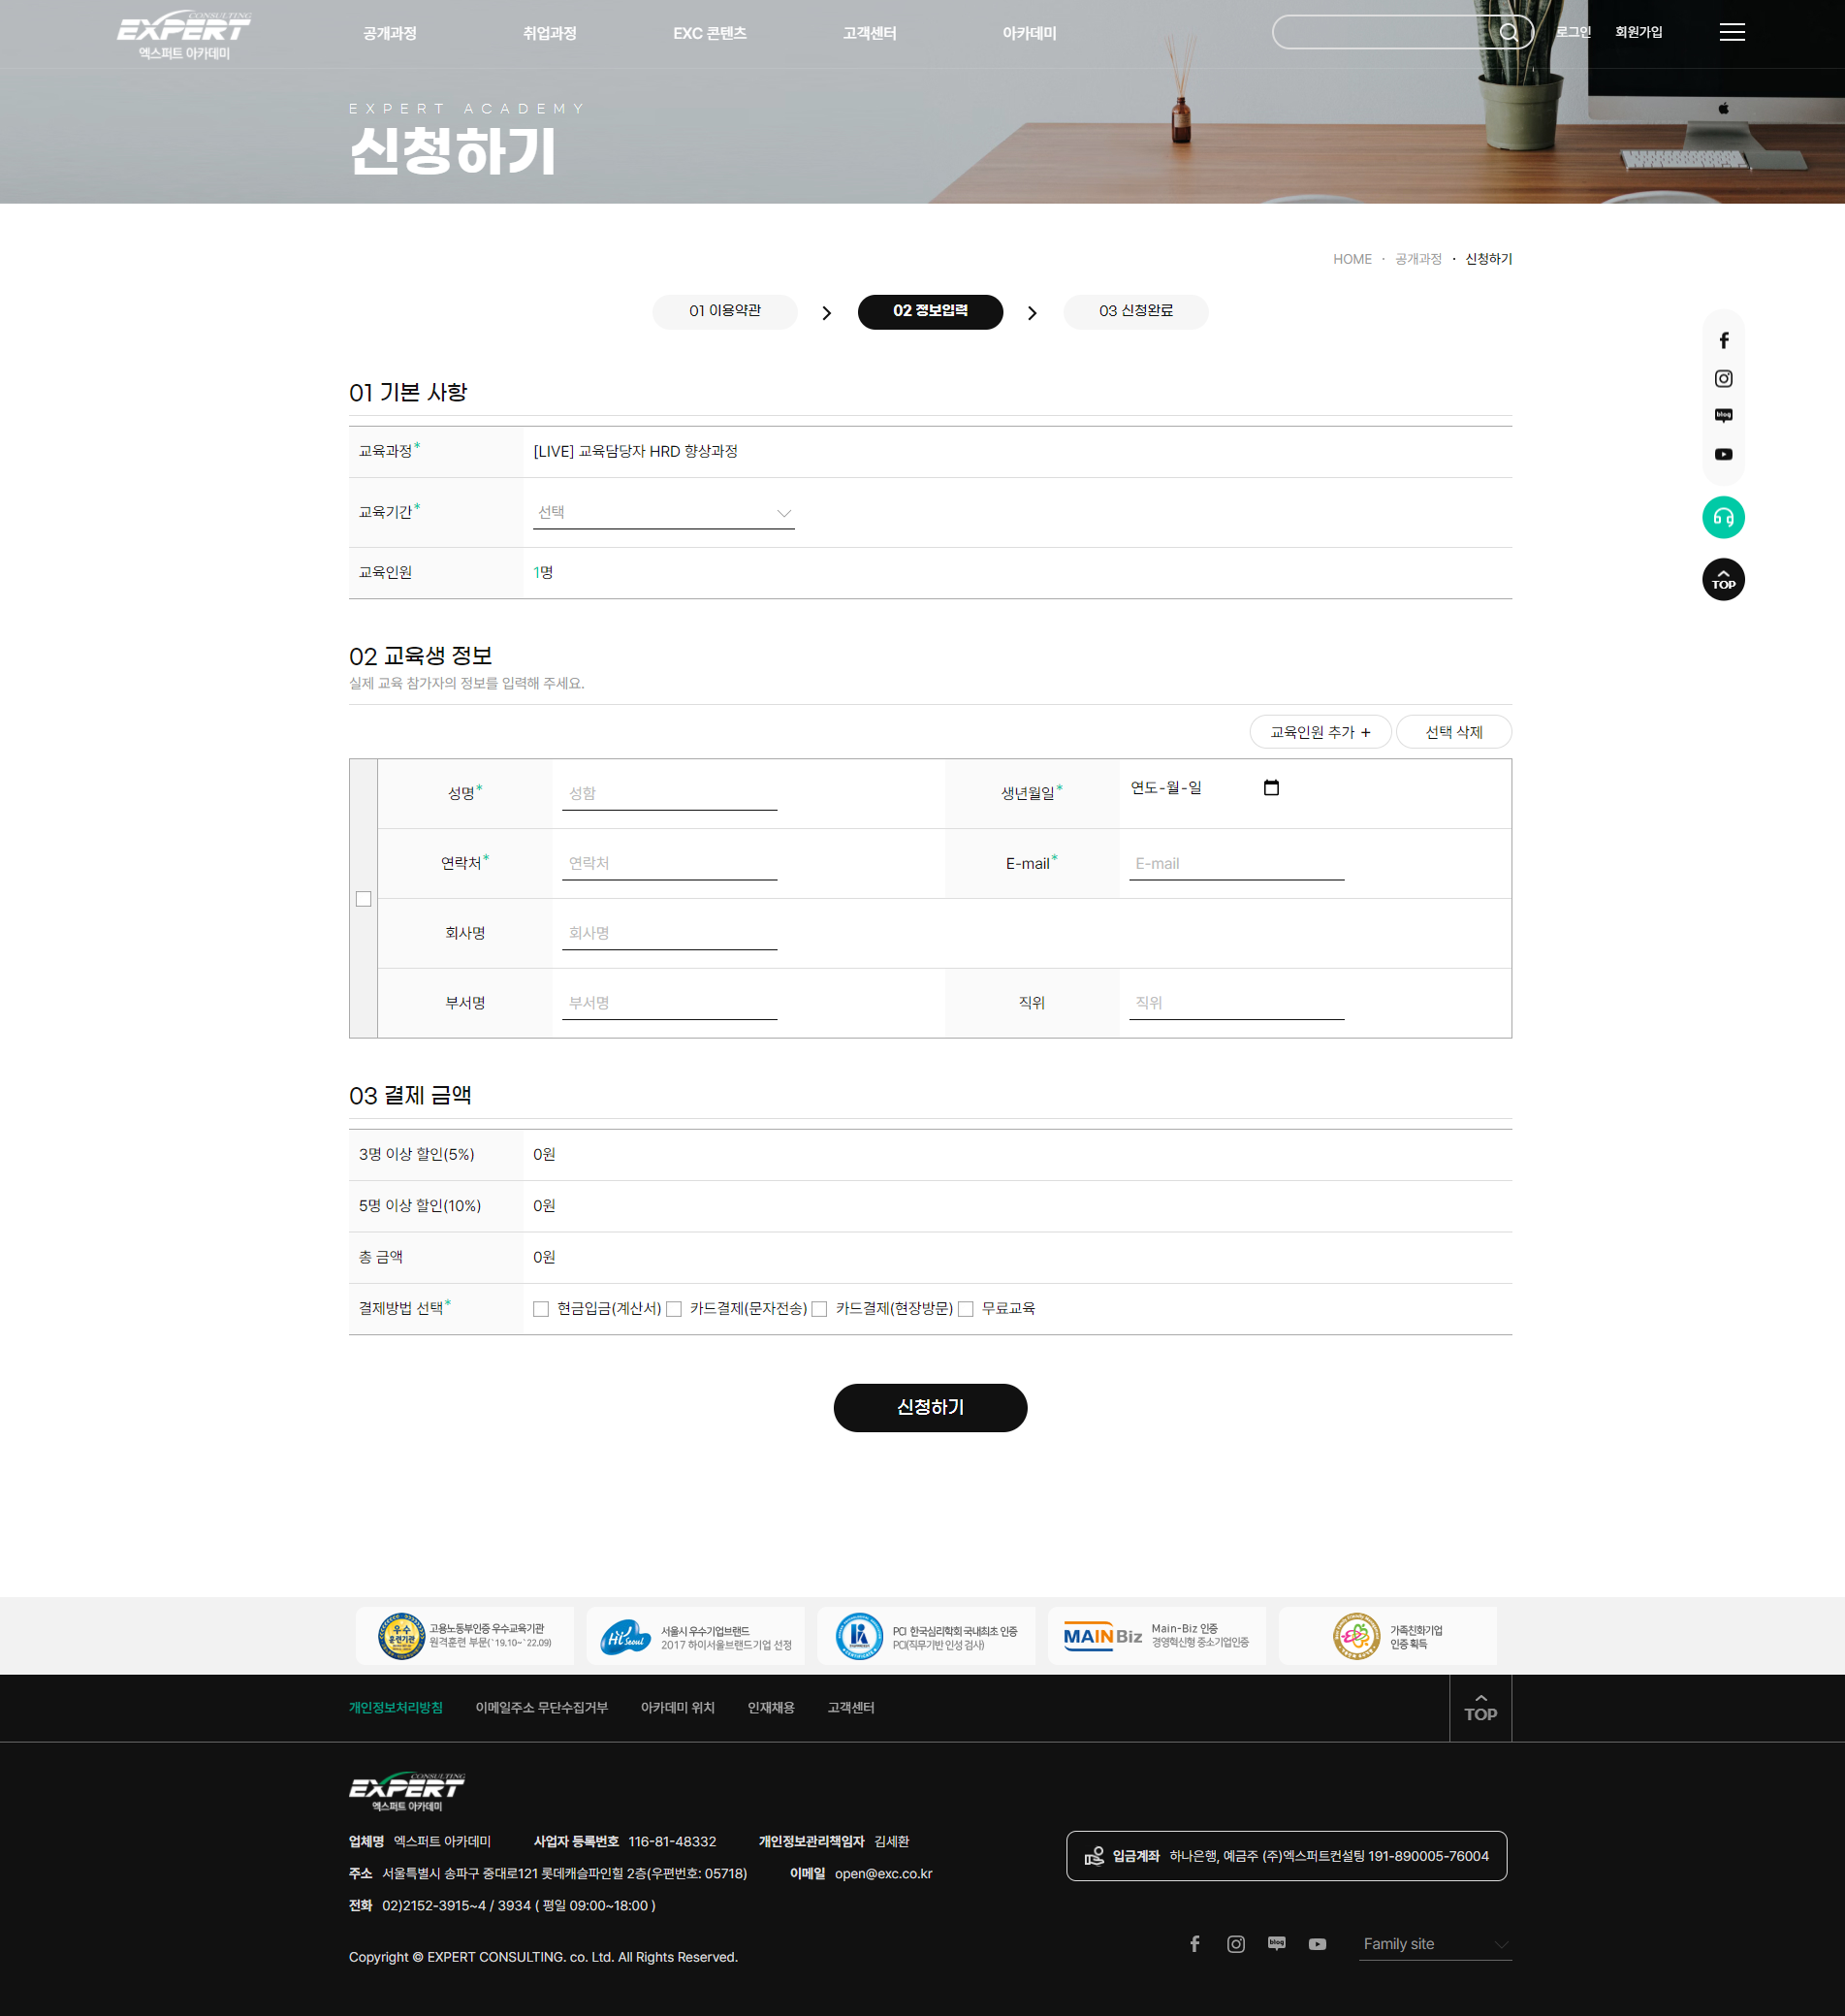 CONSULTING
EXPERT
엑스퍼트 아카데미
공개과정
취업과정
EXC 콘텐츠
고객센터
아카데미
로그인
회원가입
EXPERT ACADEMY
신청하기
HOME · 공개과정 · 신청하기
01 이용약관
02 정보입력
03 신청완료
blog
TOP
01 기본 사항
교육과정*
[LIVE] 교육담당자 HRD 향상과정
교육기간*
선택
교육인원
1명
02 교육생 정보
실제 교육 참가자의 정보를 입력해 주세요.
교육인원 추가 +
선택 삭제
성명*
성함
생년월일*
연도-월-일
연락처*
연락처
E-mail*
E-mail
회사명
회사명
부서명
부서명
직위
직위
03 결제 금액
3명 이상 할인(5%)
0원
5명 이상 할인(10%)
0원
총 금액
0원
결제방법 선택*
현금입금(계산서) 카드결제(문자전송) 카드결제(현장방문) 무료교육
신청하기
우수
훈련기관
고용노동부인증 우수교육기관
원격훈련 부문(`19.10~`22.09)
Hi Seoul
서울시 우수기업브랜드
2017 하이서울브랜드기업 선정
PCI 한국심리학회 국내최초 인증
PCI(직무기반 인성 검사)
MAINBiz
Main-Biz 인증
경영혁신형 중소기업인증
가족친화기업
인증 획득
개인정보처리방침
이메일주소 무단수집거부
아카데미 위치
인재채용
고객센터
TOP
CONSULTING
EXPERT
엑스퍼트 아카데미
업체명 엑스퍼트 아카데미 사업자 등록번호 116-81-48332 개인정보관리책임자 김세환
주소 서울특별시 송파구 중대로121 롯데캐슬파인힐 2층(우편번호: 05718) 이메일 open@exc.co.kr
전화 02)2152-3915~4 / 3934 ( 평일 09:00~18:00 )
입금계좌 하나은행, 예금주 (주)엑스퍼트컨설팅 191-890005-76004
Copyright © EXPERT CONSULTING. co. Ltd. All Rights Reserved.
blog
Family site